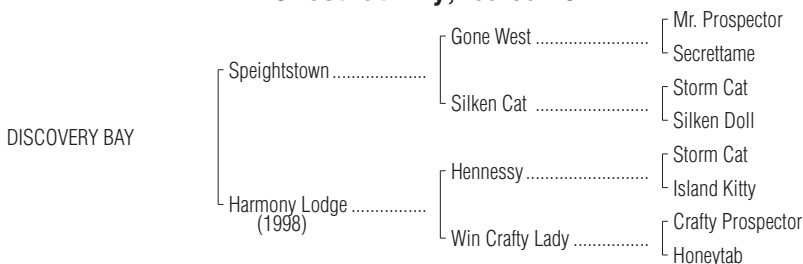 Mr. Prospector
Gone West .......................
Secrettame
Speightstown ...................
Storm Cat
Silken Cat .......................
Silken Doll
DISCOVERY BAY
Storm Cat
Hennessy .......................
Island Kitty
Harmony Lodge ...............
(1998)
Crafty Prospector
Win Crafty Lady ...............
Honeytab